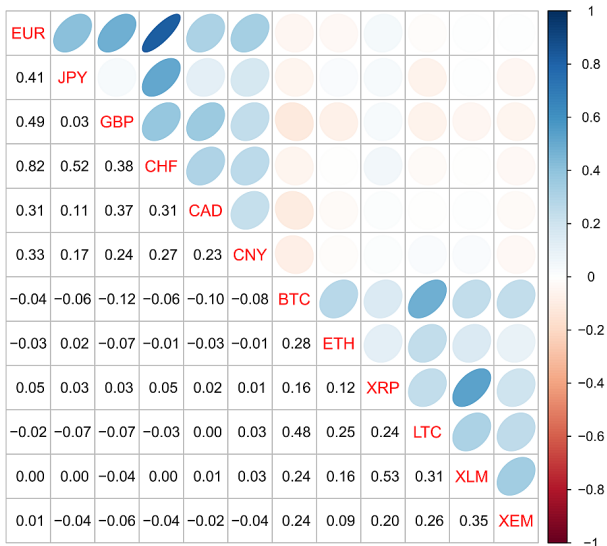 EUR
0.41 JPY
0.49 0.03 GBP
0.82 0.52 0.38 CHF
0.31 0.11 0.37 0.31 CAD
0.33 0.17 0.24 0.27 0.23 CNY
−0.04 −0.06 −0.12 −0.06 −0.10 −0.08 BTC
−0.03 0.02 −0.07 −0.01 −0.03 −0.01 0.28 ETH
0.05 0.03 0.03 0.05 0.02 0.01 0.16 0.12 XRP
−0.02 −0.07 −0.07 −0.03 0.00 0.03 0.48 0.25 0.24 LTC
0.00 0.00 −0.04 0.00 0.01 0.03 0.24 0.16 0.53 0.31 XLM
0.01 −0.04 −0.06 −0.04 −0.02 −0.04 0.24 0.09 0.20 0.26 0.35 XEM
1
0.8
0.6
0.4
0.2
0
−0.2
−0.4
−0.6
−0.8
−1